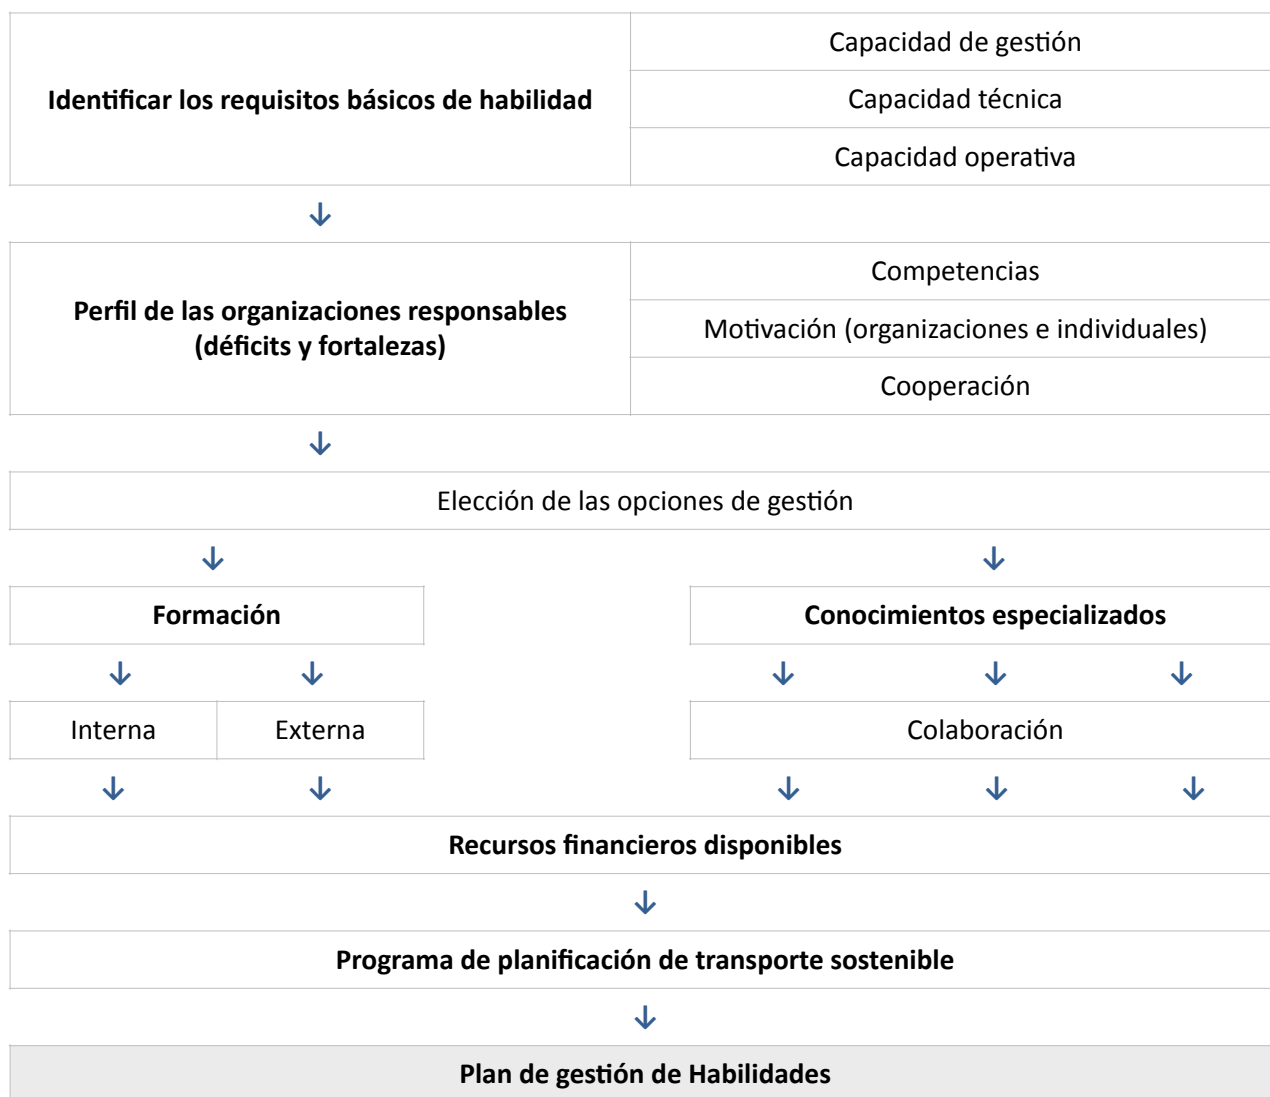 Identificar los requisitos básicos de habilidad
Capacidad de gestión
Capacidad técnica
Capacidad operativa
Perfil de las organizaciones responsables
(déficits y fortalezas)
Competencias
Motivación (organizaciones e individuales)
Cooperación
Elección de las opciones de gestión
Formación
Conocimientos especializados
Interna
Externa
Colaboración
Recursos financieros disponibles
Programa de planificación de transporte sostenible
Plan de gestión de Habilidades